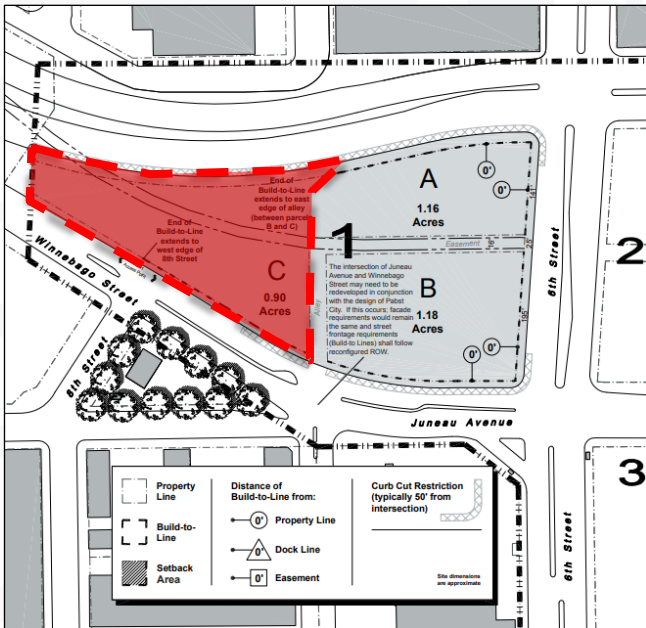 A
1.16
Acres
0'
0'
141'
End of
Build-to-Line
extends to east
edge of alley
(between parcel
B and C)
End of
Build-to-Line
extends to
west edge of
8th Street
1
Easement
16'
25'
2
C
0.90
Acres
Alley
The intersection of Juneau
Avenue and Winnebago
Street may need to be
redeveloped in conjunction
with the design of Pabst
City. If this occurs; facade
requirements would remain
the same and street
frontage requirements
(Build-to Lines) shall follow
reconfigured ROW.
B
1.18
Acres
195'
0'
0'
6th Street
Winnebago Street
8th Street
Juneau Avenue
3
6th Street
Property
Line
Build-to-
Line
Setback
Area
Distance of
Build-to-Line from:
0' Property Line
0' Dock Line
0' Easement
Curb Cut Restriction
(typically 50' from
intersection)
Site dimensions
are approximate